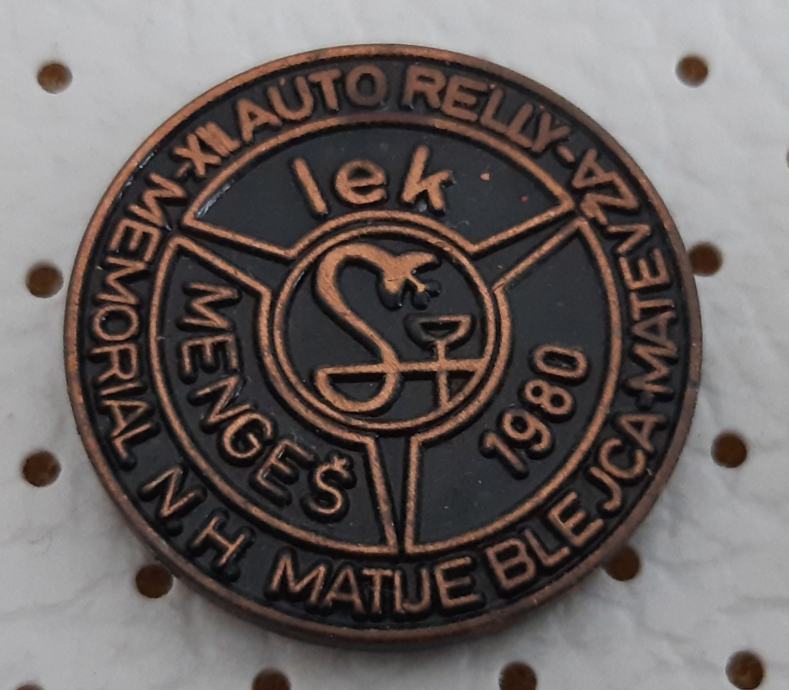 XII. AUTO RELLY-
MEMORIAL N.H. MATIJE BLEJCA-MATEVŽA-
lek
MENGEŠ
1980